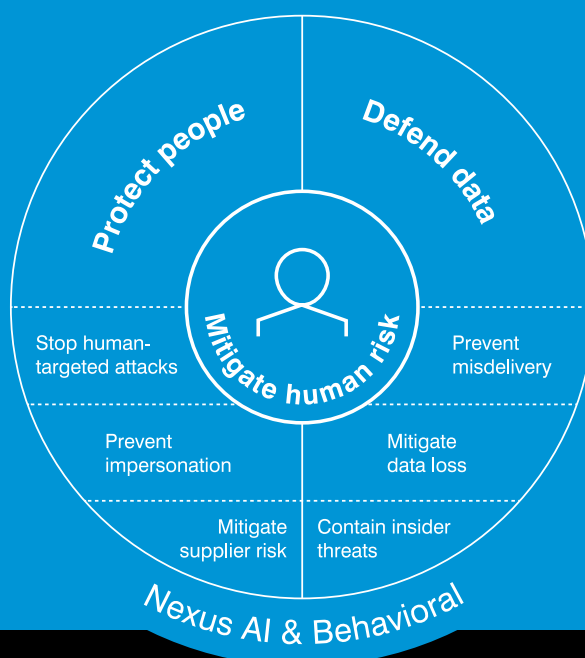 Protect people
Defend data
Mitigate human risk
Stop human-
targeted attacks
Prevent
misdelivery
Prevent
impersonation
Mitigate
data loss
Mitigate
supplier risk
Contain insider
threats
Nexus AI & Behavioral